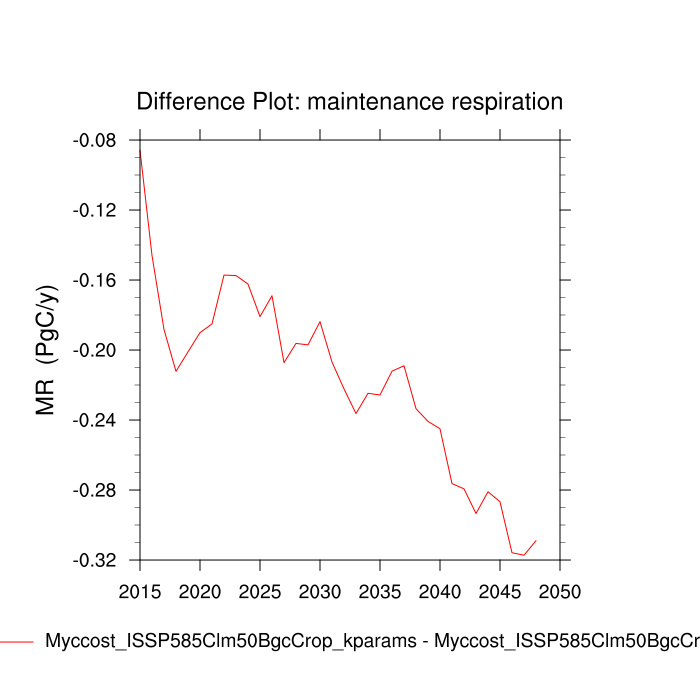 Difference Plot: maintenance respiration
-0.08
-0.12
-0.16
-0.20
-0.24
-0.28
-0.32
MR (PgC/y)
2015 2020 2025 2030 2035 2040 2045 2050
Myccost_ISSP585Clm50BgcCrop_kparams - Myccost_ISSP585Clm50BgcCr